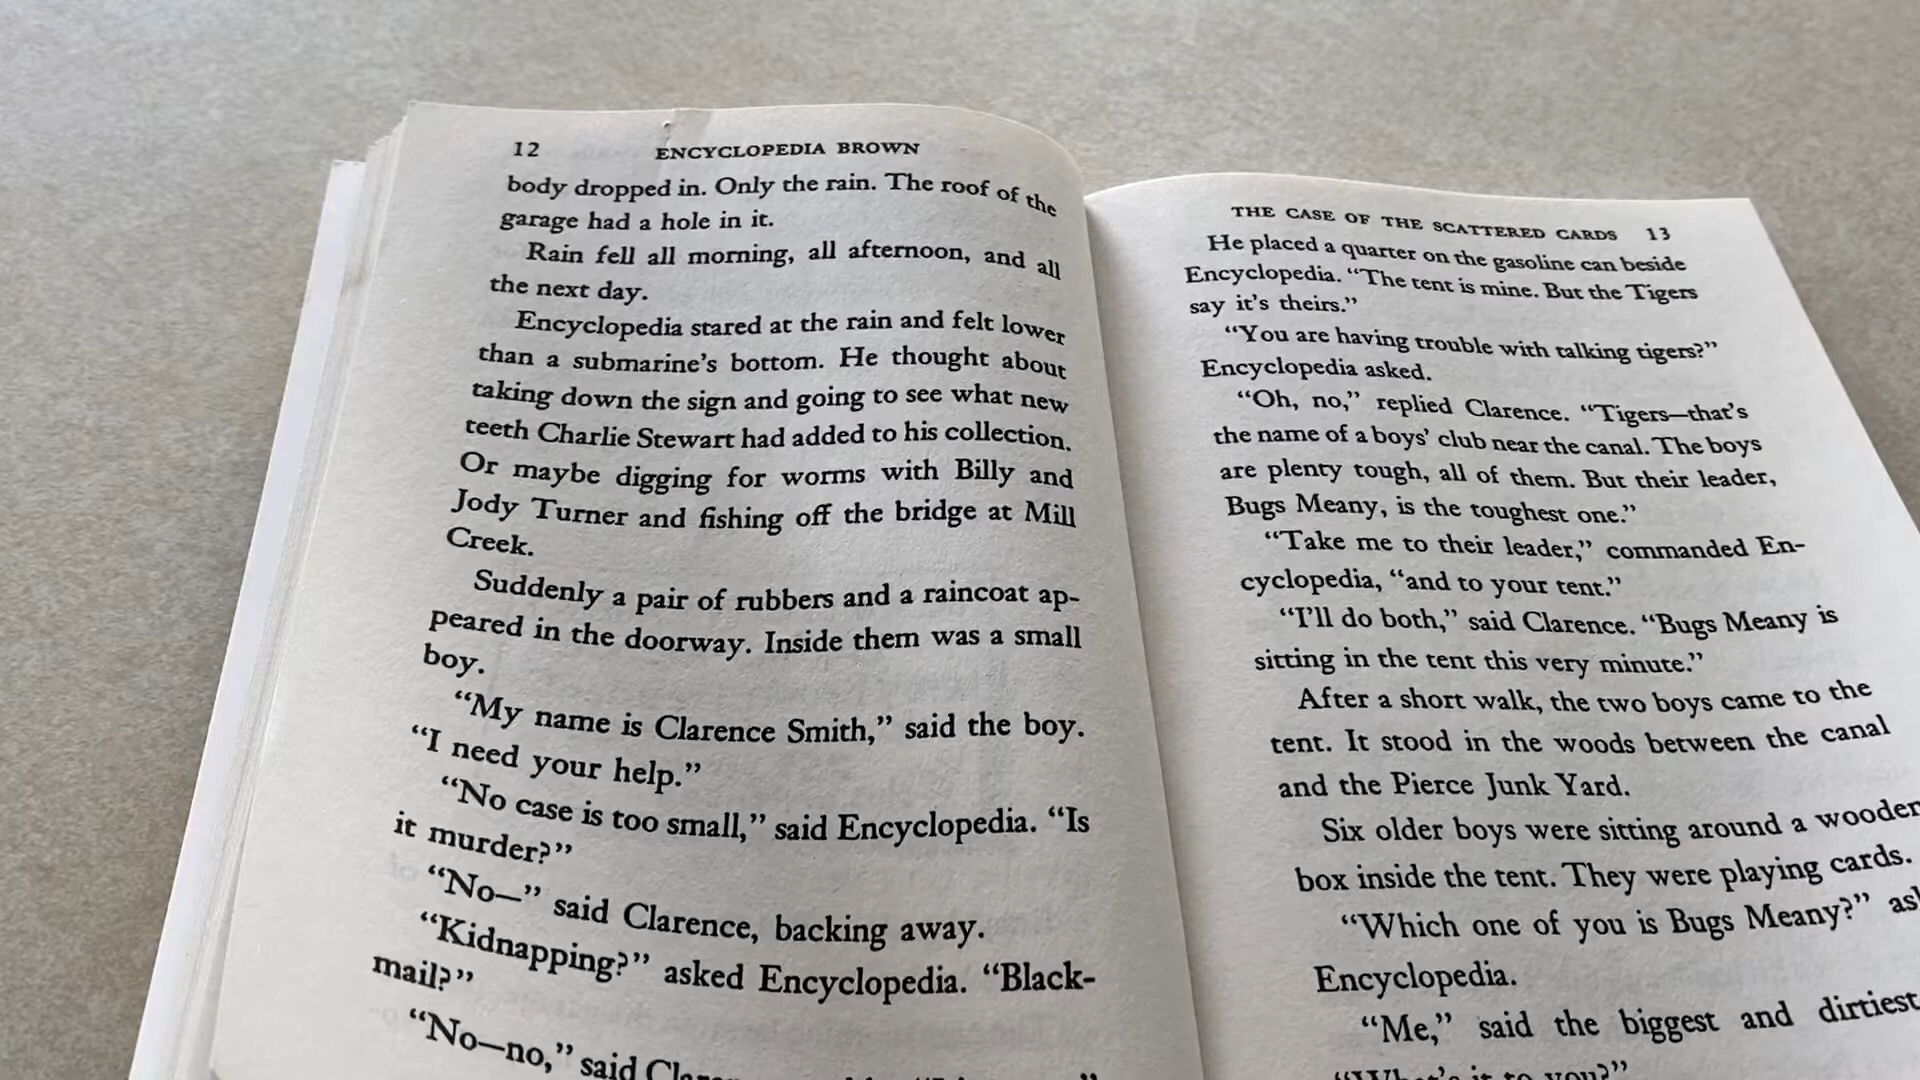 12 ENCYCLOPEDIA BROWN
body dropped in. Only the rain. The roof of the
garage had a hole in it.
Rain fell all morning, all afternoon, and all
the next day.
Encyclopedia stared at the rain and felt lower
than a submarine's bottom. He thought about
taking down the sign and going to see what new
teeth Charlie Stewart had added to his collection.
Or maybe digging for worms with Billy and
Jody Turner and fishing off the bridge at Mill
Creek.
Suddenly a pair of rubbers and a raincoat ap-
peared in the doorway. Inside them was a small
boy.
“My name is Clarence Smith,” said the boy.
“I need your help.”
“No case is too small,” said Encyclopedia. “Is
it murder?”
“No—” said Clarence, backing away.
“Kidnapping?” asked Encyclopedia. “Black-
mail?”
“No—no,” said
THE CASE OF THE SCATTERED CARDS 13
He placed a quarter on the gasoline can beside
Encyclopedia. “The tent is mine. But the Tigers
say it's theirs.”
“You are having trouble with talking tigers?”
Encyclopedia asked.
“Oh, no,” replied Clarence. “Tigers—that's
the name of a boys' club near the canal. The boys
are plenty tough, all of them. But their leader,
Bugs Meany, is the toughest one.”
“Take me to their leader,” commanded En-
cyclopedia, “and to your tent.”
“I'll do both,” said Clarence. “Bugs Meany is
sitting in the tent this very minute.”
After a short walk, the two boys came to the
tent. It stood in the woods between the canal
and the Pierce Junk Yard.
Six older boys were sitting around a wooden
box inside the tent. They were playing cards.
“Which one of you is Bugs Meany?”
Encyclopedia.
“Me,” said the biggest and dirtiest
“What's it to you?”